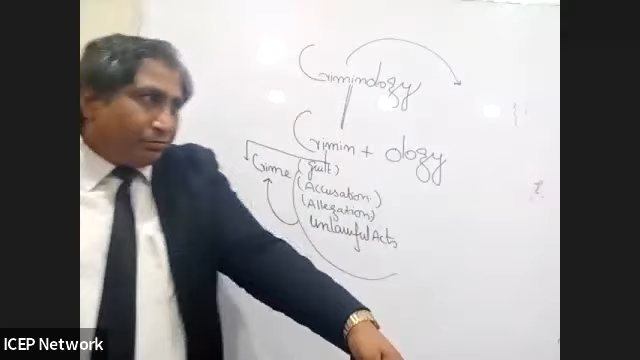 Criminology
Crimin + ology
Crime (guilt)
(Accusation)
(Allegation)
Unlawful Acts
ICEP Network